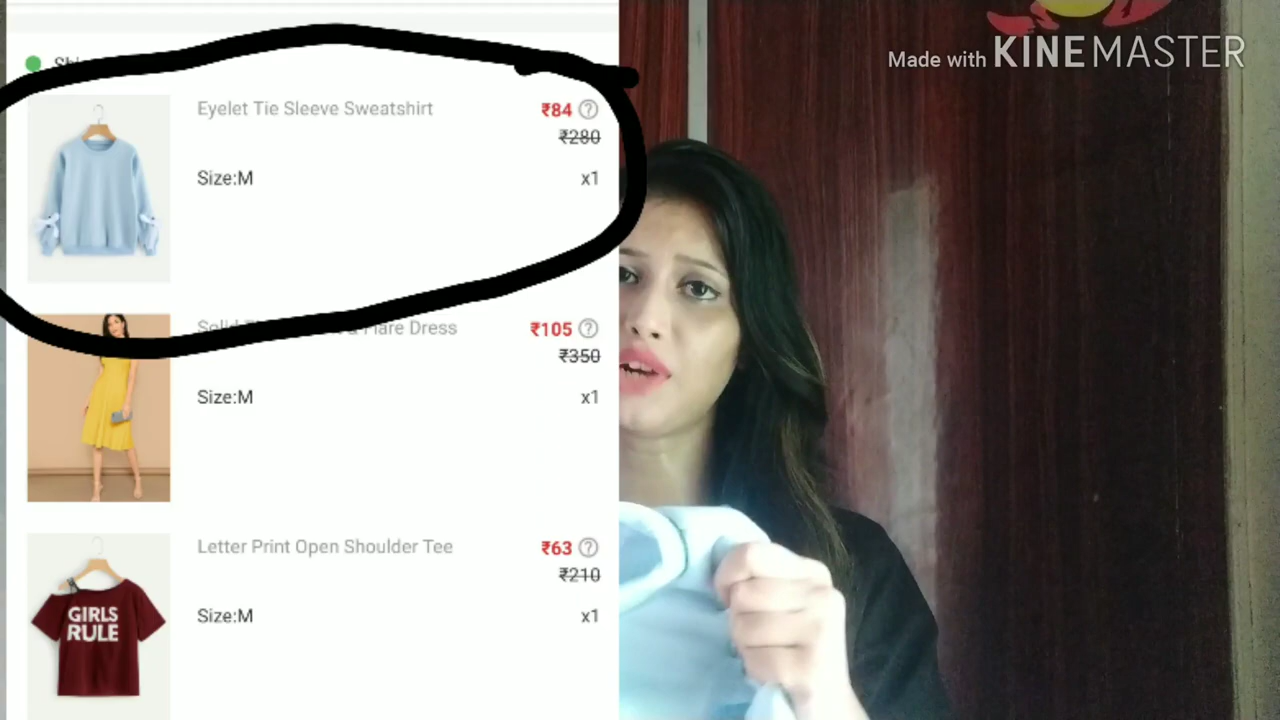 Made with KINEMASTER
Eyelet Tie Sleeve Sweatshirt ₹84
₹280
Size:M x1
Solid Flare Dress ₹105
₹350
Size:M x1
Letter Print Open Shoulder Tee ₹63
₹210
Size:M x1
GIRLS
RULE